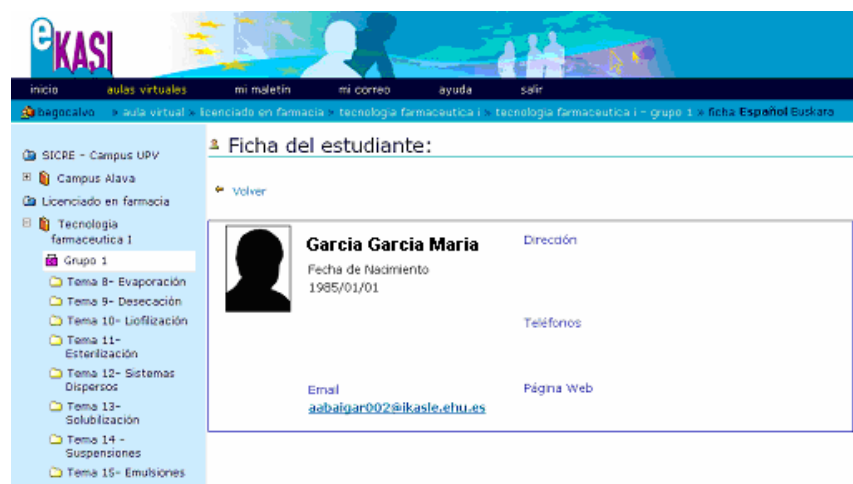 eKASI
inicio aulas virtuales mi maletín mi correo ayuda salir
begocalvo » aula virtual » licenciado en farmacia » tecnologia farmaceutica i » tecnologia farmaceutica i - grupo 1 » ficha Español Euskara
SICRE - Campus UPV
Campus Alava
Licenciado en farmacia
Tecnologia
farmaceutica I
Grupo 1
Tema 8- Evaporación
Tema 9- Desecación
Tema 10- Liofilización
Tema 11-
Esterilización
Tema 12- Sistemas
Dispersos
Tema 13-
Solubilización
Tema 14 -
Suspensiones
Tema 15- Emulsiones
Ficha del estudiante:
Volver
Garcia Garcia Maria
Fecha de Nacimiento
1985/01/01
Email
aabaigar002@ikasle.ehu.es
Dirección
Teléfonos
Página Web